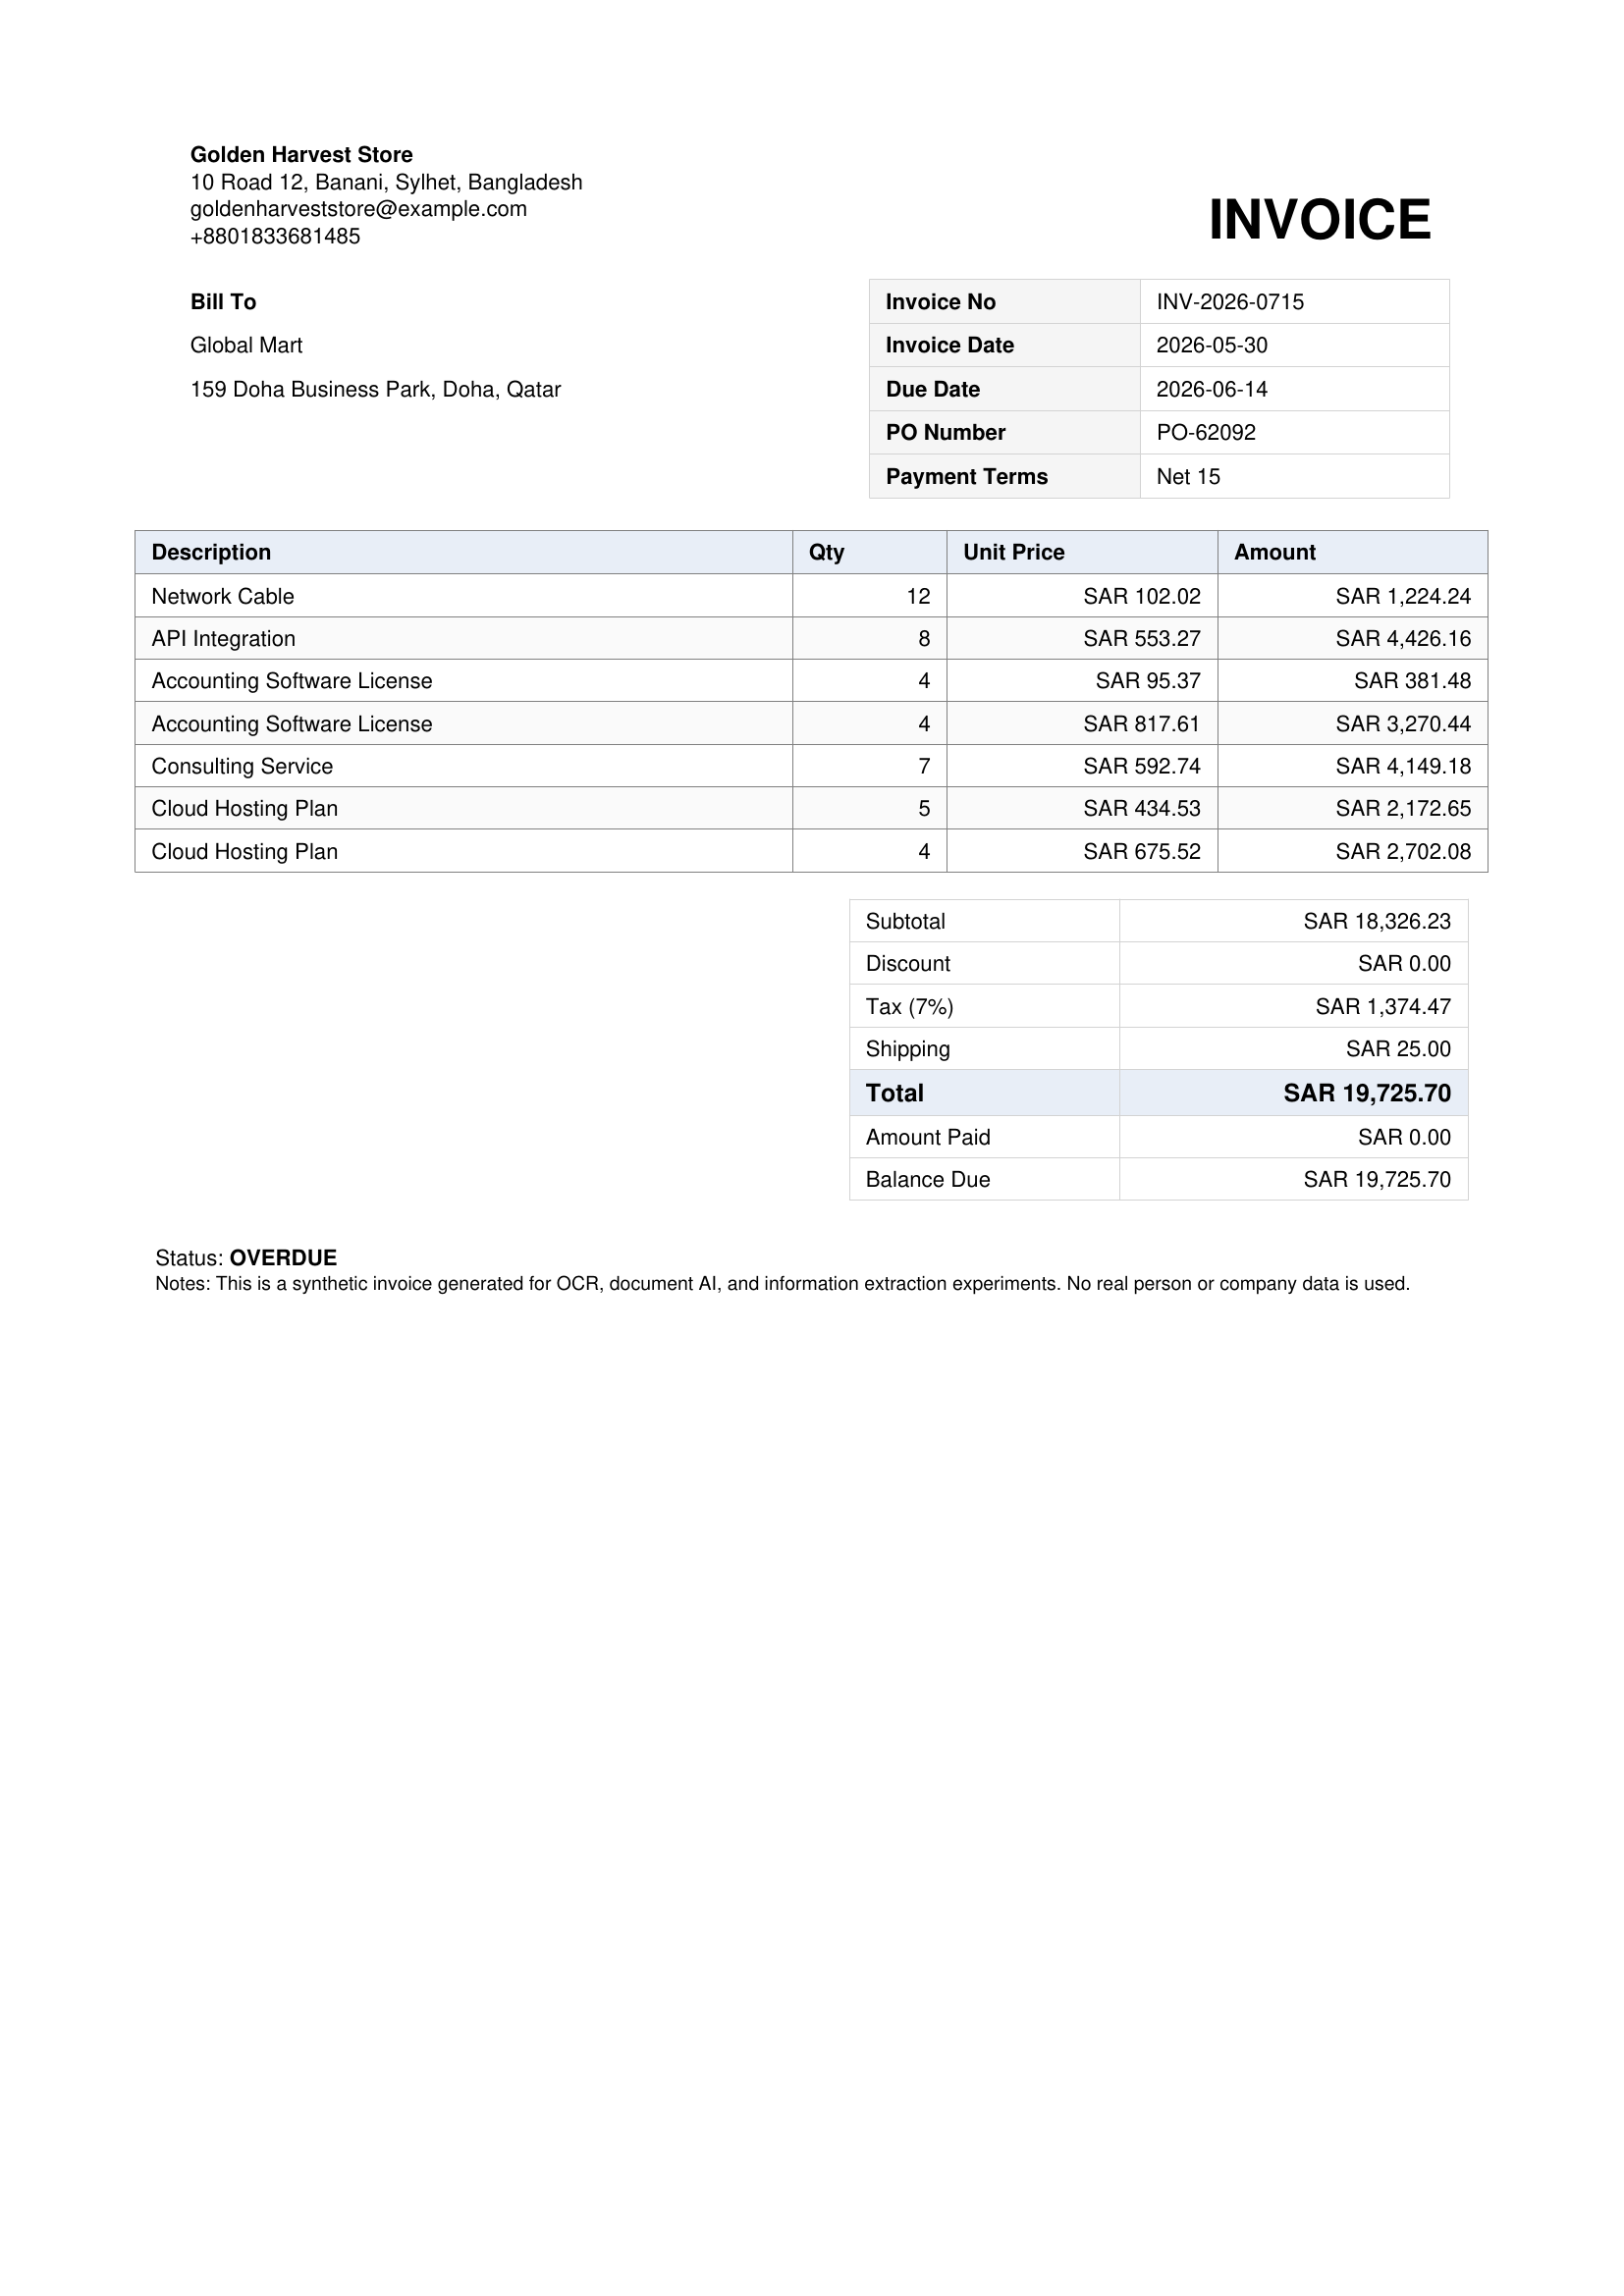 Golden Harvest Store
10 Road 12, Banani, Sylhet, Bangladesh
goldenharveststore@example.com
+8801833681485
INVOICE
Bill To
Global Mart
159 Doha Business Park, Doha, Qatar
Invoice No INV-2026-0715
Invoice Date 2026-05-30
Due Date 2026-06-14
PO Number PO-62092
Payment Terms Net 15
Description Qty Unit Price Amount
Network Cable 12 SAR 102.02 SAR 1,224.24
API Integration 8 SAR 553.27 SAR 4,426.16
Accounting Software License 4 SAR 95.37 SAR 381.48
Accounting Software License 4 SAR 817.61 SAR 3,270.44
Consulting Service 7 SAR 592.74 SAR 4,149.18
Cloud Hosting Plan 5 SAR 434.53 SAR 2,172.65
Cloud Hosting Plan 4 SAR 675.52 SAR 2,702.08
Subtotal SAR 18,326.23
Discount SAR 0.00
Tax (7%) SAR 1,374.47
Shipping SAR 25.00
Total SAR 19,725.70
Amount Paid SAR 0.00
Balance Due SAR 19,725.70
Status: OVERDUE
Notes: This is a synthetic invoice generated for OCR, document AI, and information extraction experiments. No real person or company data is used.